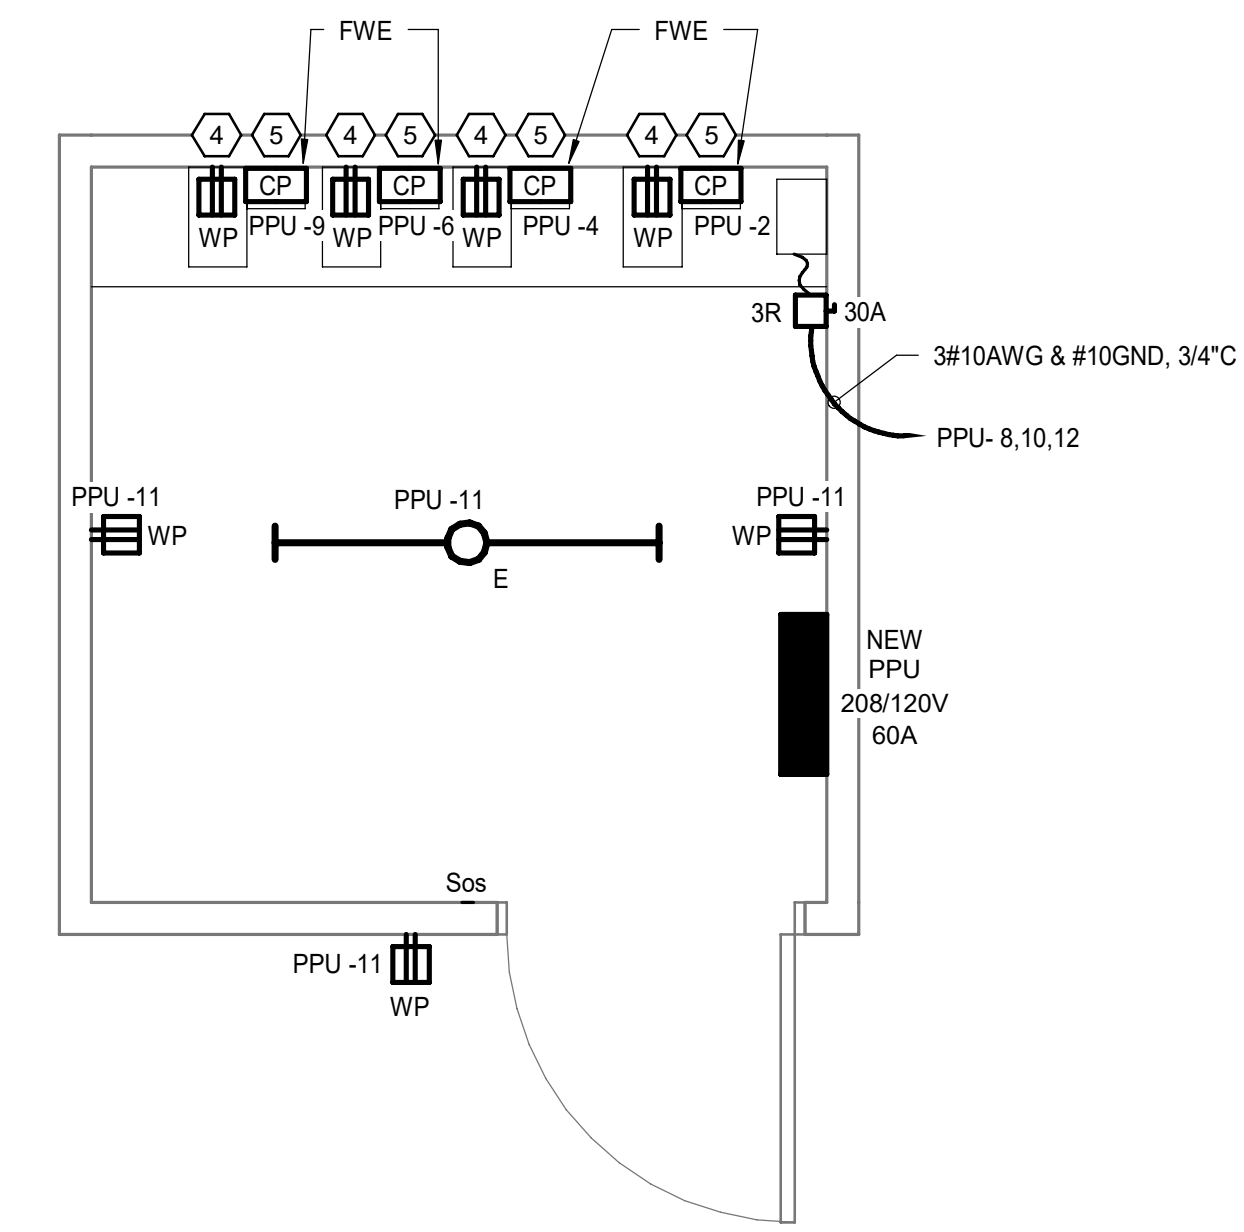 FWE FWE
4 5 4 5 4 5 4 5
CP CP CP CP
WP PPU -9 WP PPU -6 WP PPU -4 WP PPU -2
3R 30A
3#10AWG & #10GND, 3/4"C
PPU- 8,10,12
PPU -11 PPU -11 PPU -11
WP WP
E
NEW
PPU
208/120V
60A
Sos
PPU -11
WP